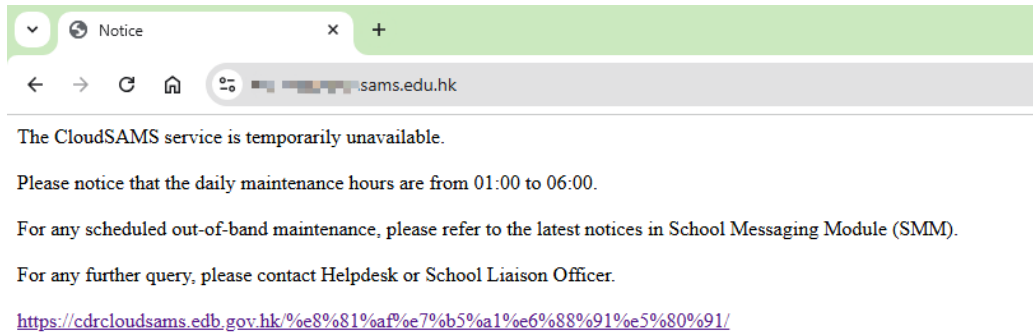 Notice
.sams.edu.hk
The CloudSAMS service is temporarily unavailable.
Please notice that the daily maintenance hours are from 01:00 to 06:00.
For any scheduled out-of-band maintenance, please refer to the latest notices in School Messaging Module (SMM).
For any further query, please contact Helpdesk or School Liaison Officer.
https://cdrcloudsams.edb.gov.hk/%e8%81%af%e7%b5%a1%e6%88%91%e5%80%91/